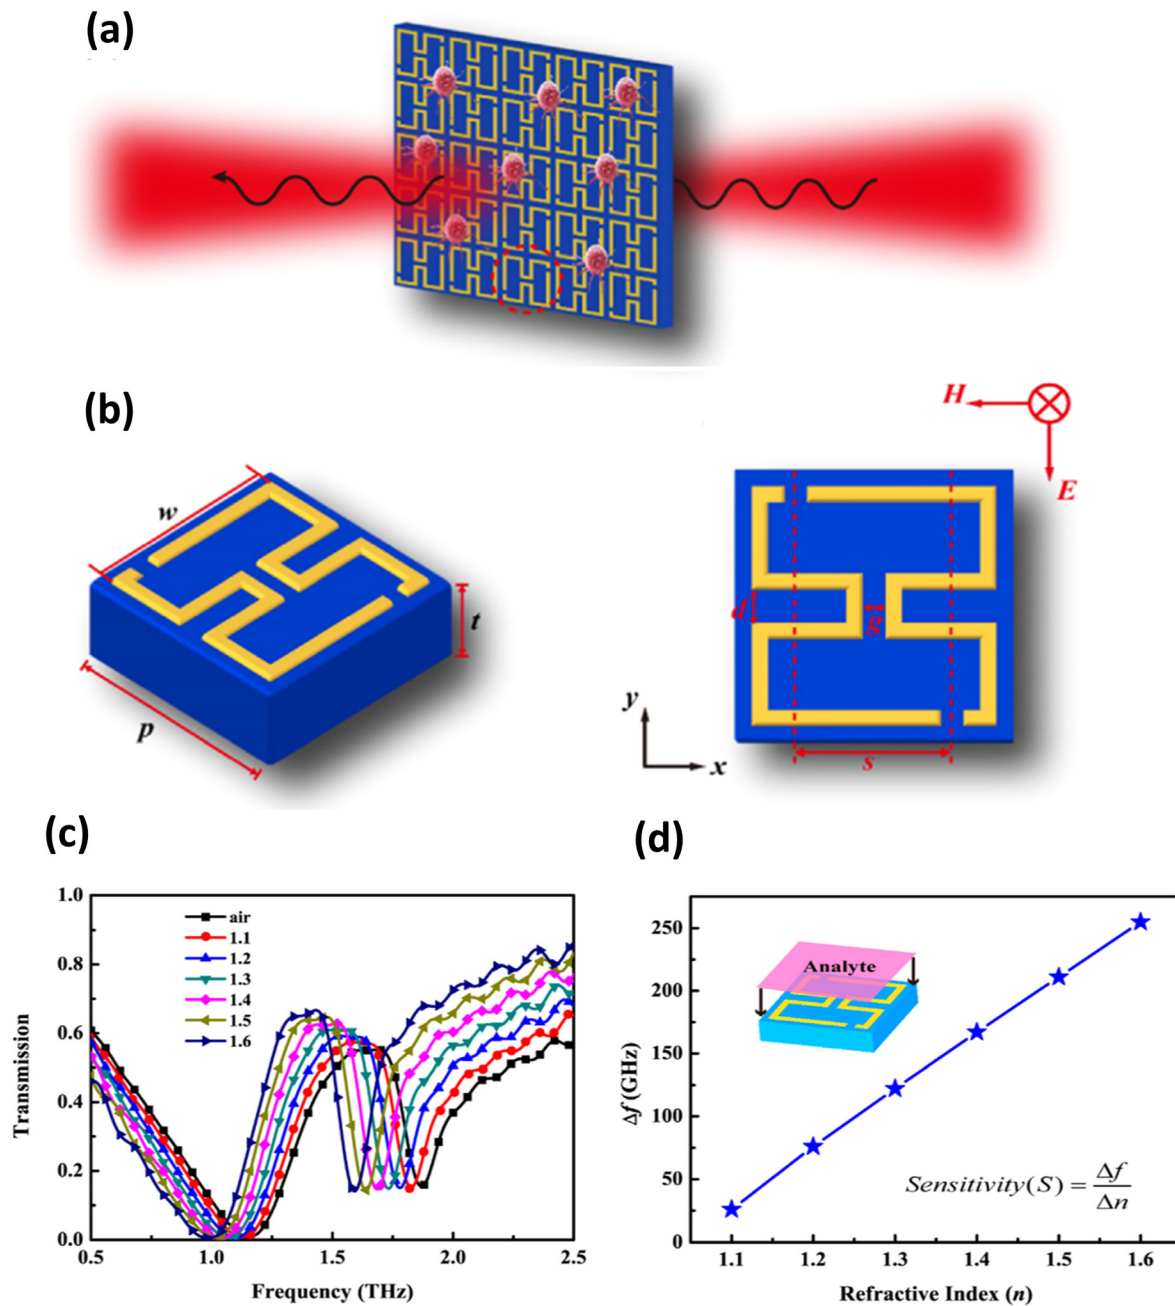 (a)
(b)
w
t
p
H
E
d
g
s
y
x
(c)
1.0
0.8
0.6
0.4
0.2
0.0
Transmission
air
1.1
1.2
1.3
1.4
1.5
1.6
0.5 1.0 1.5 2.0 2.5
Frequency (THz)
(d)
250
200
150
100
50
0
Δf (GHz)
Analyte
Sensitivity(S) = Δf
Δn
1.1 1.2 1.3 1.4 1.5 1.6
Refractive Index (n)